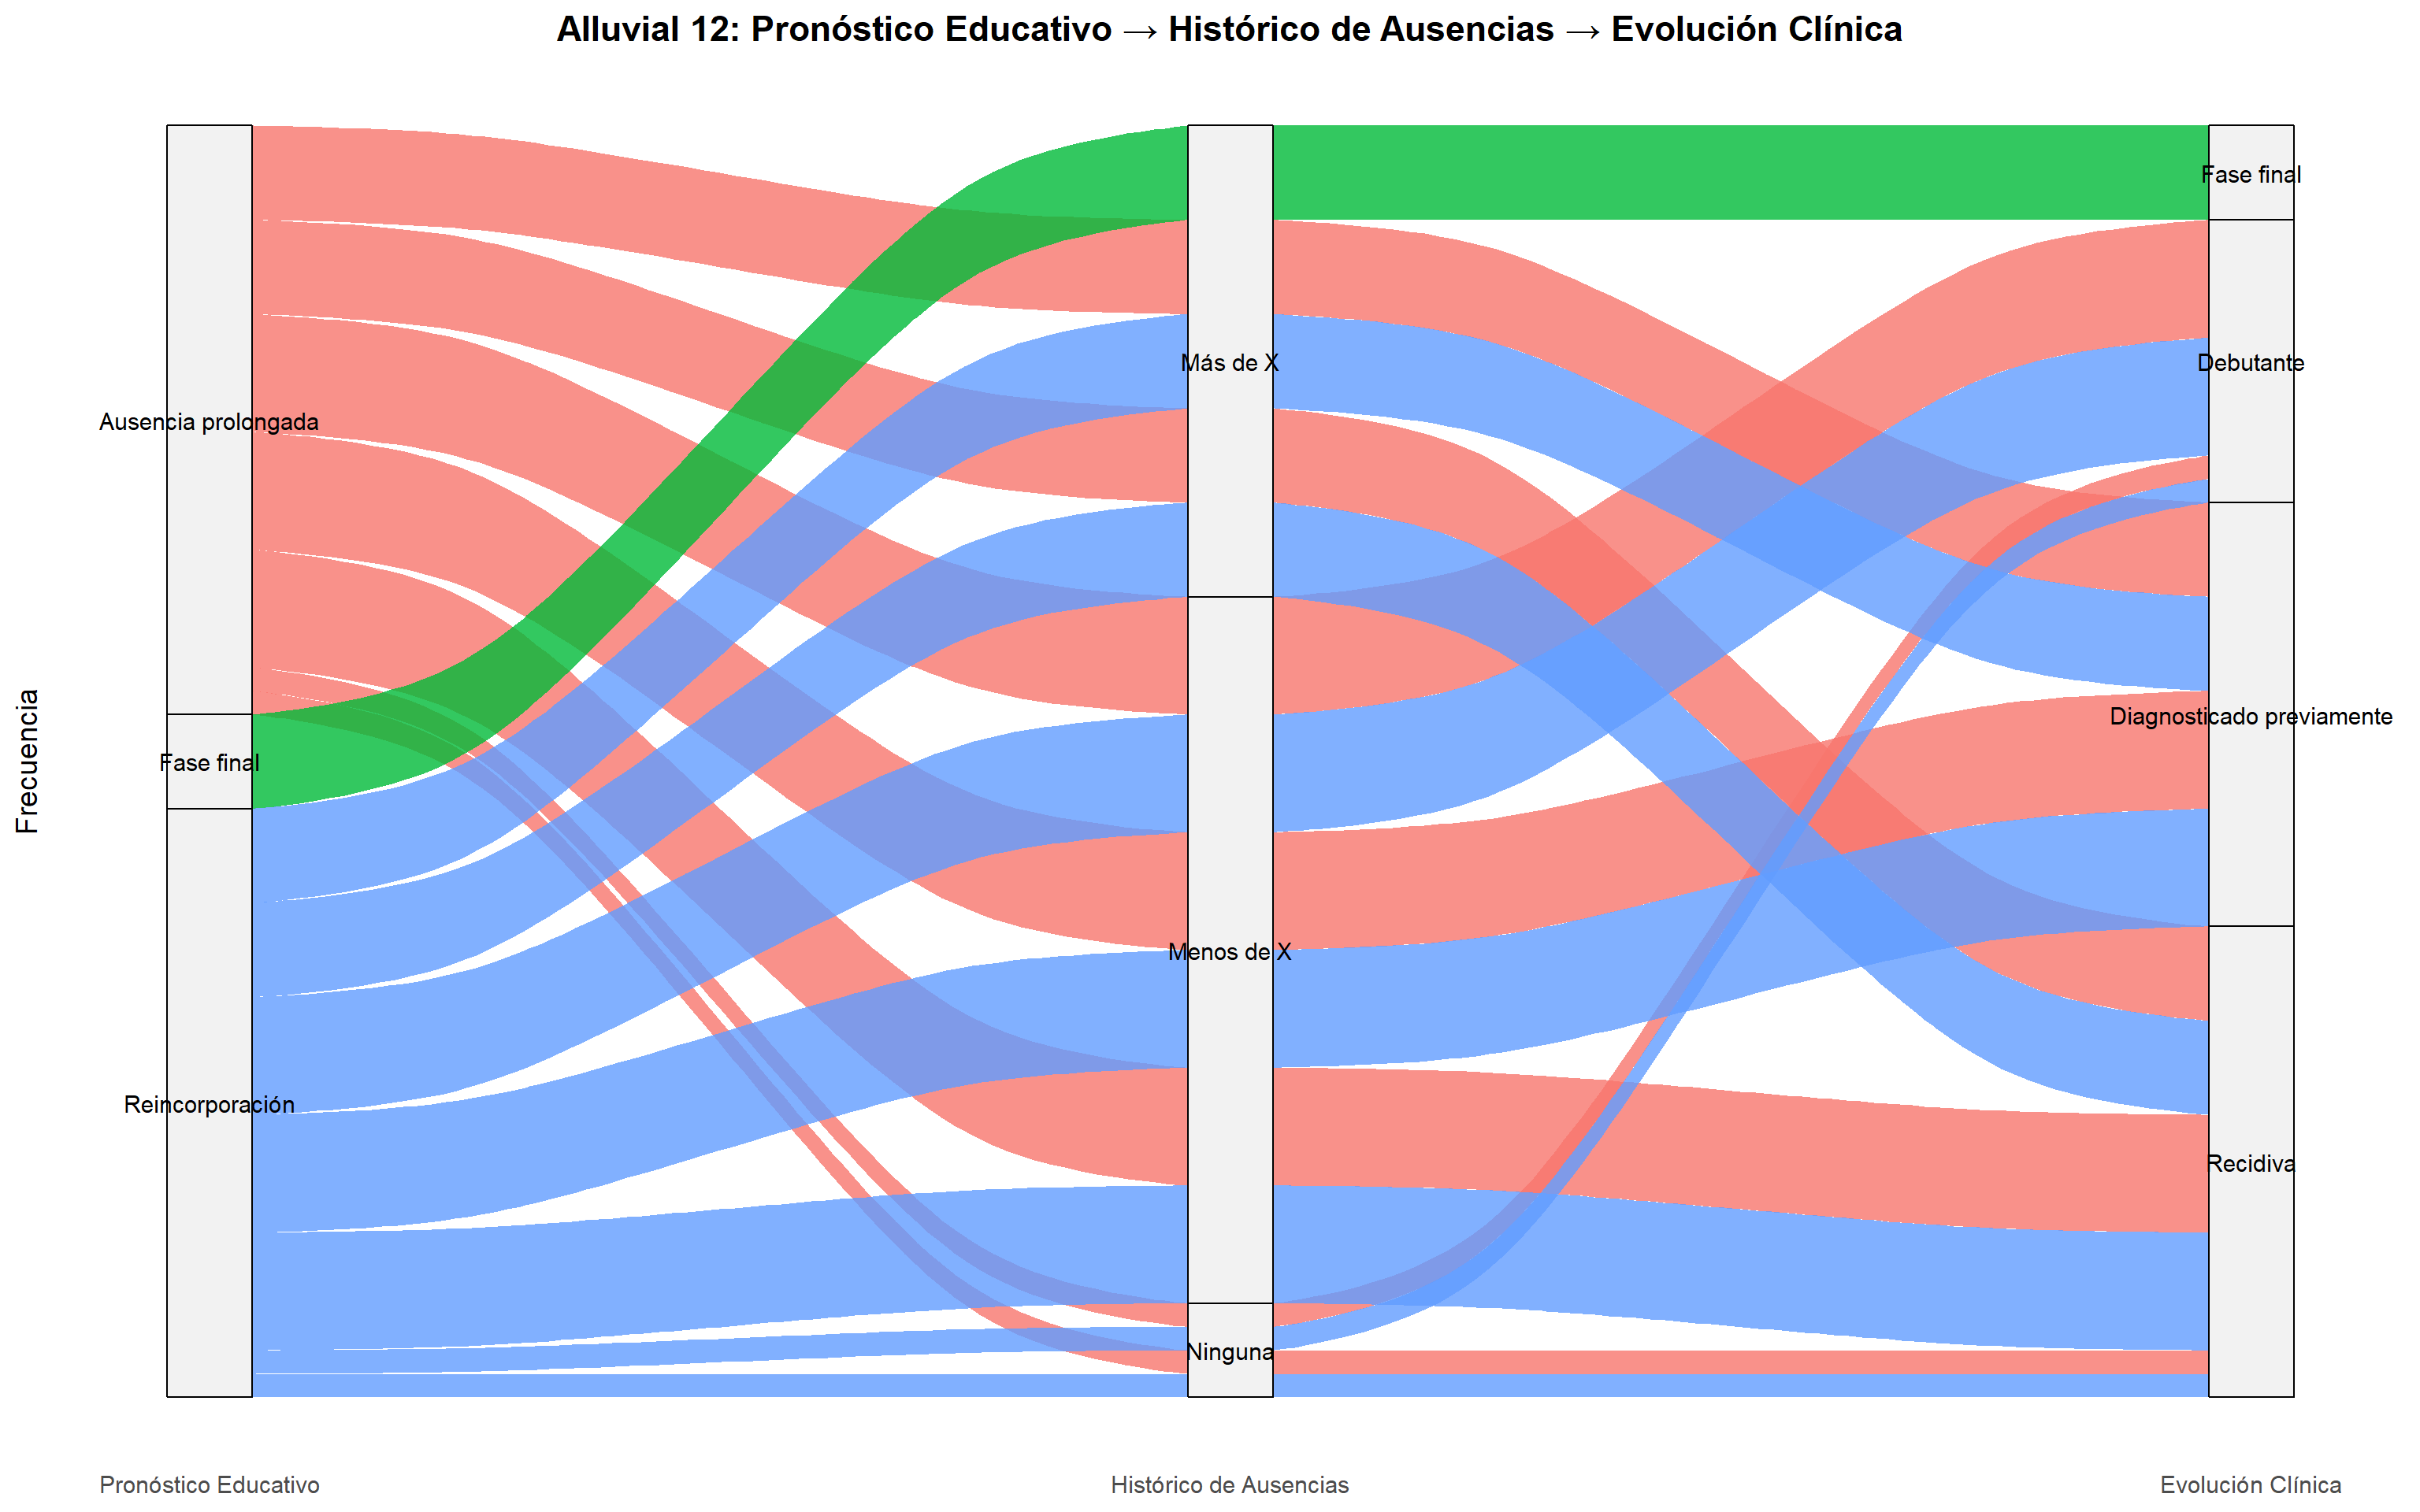 Alluvial 12: Pronóstico Educativo → Histórico de Ausencias → Evolución Clínica
Frecuencia
Ausencia prolongada
Fase final
Reincorporación
Más de X
Menos de X
Ninguna
Fase final
Debutante
Diagnosticado previamente
Recidiva
Pronóstico Educativo
Histórico de Ausencias
Evolución Clínica